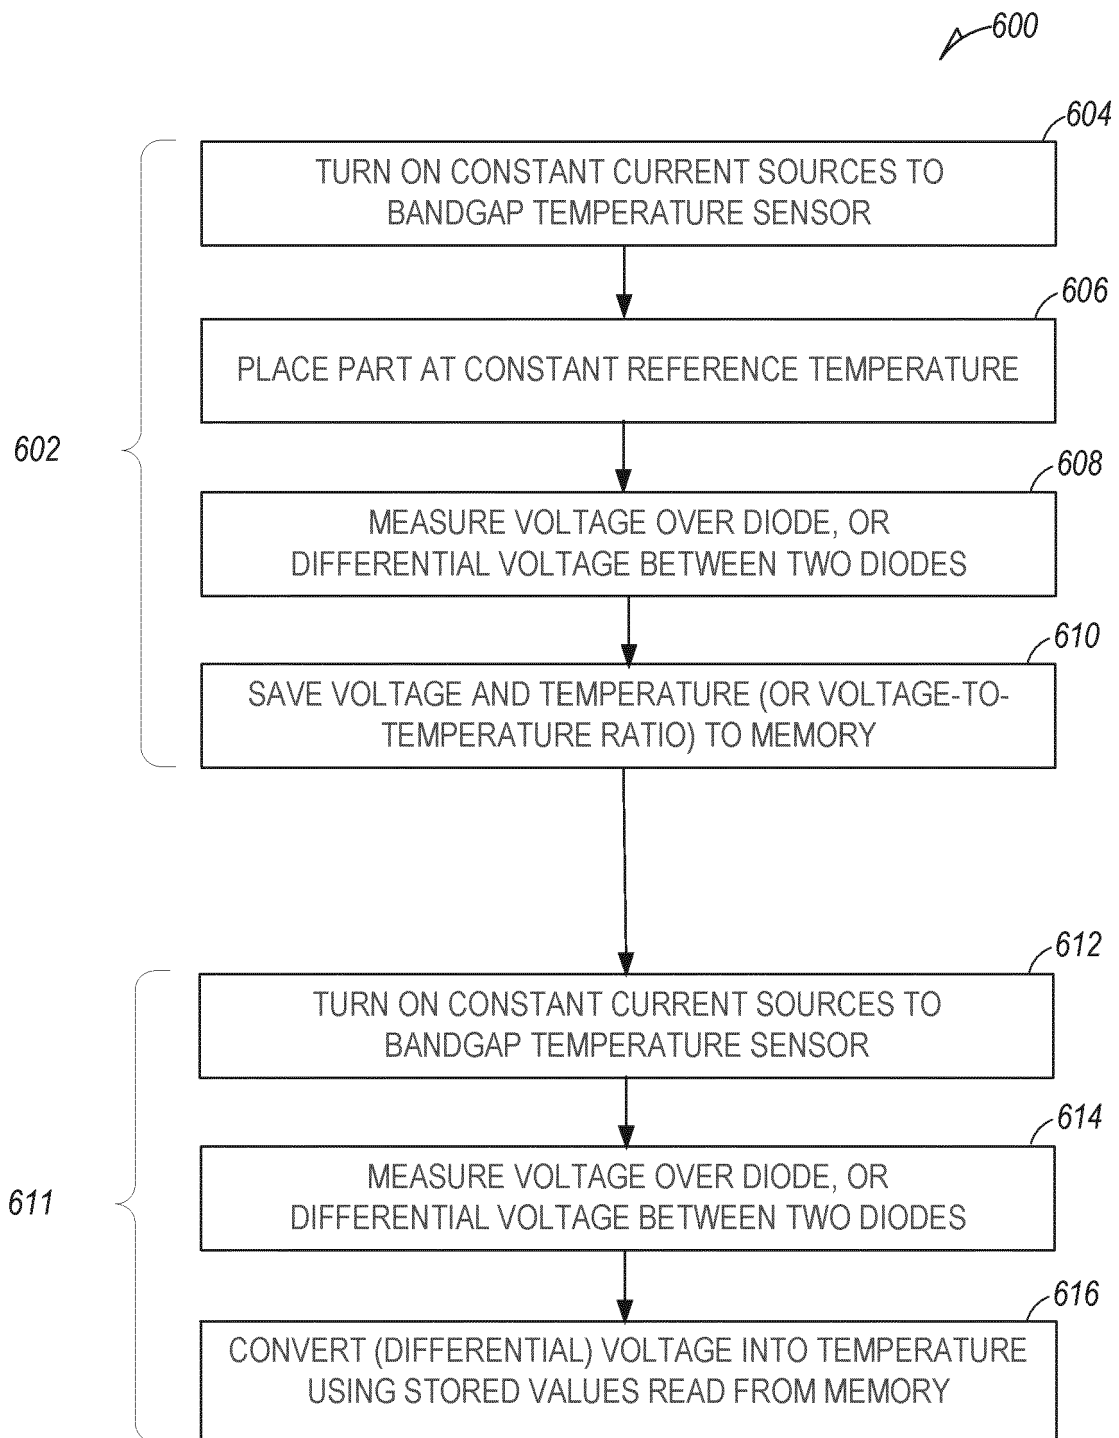 600
604
TURN ON CONSTANT CURRENT SOURCES TO
BANDGAP TEMPERATURE SENSOR
606
PLACE PART AT CONSTANT REFERENCE TEMPERATURE
602
608
MEASURE VOLTAGE OVER DIODE, OR
DIFFERENTIAL VOLTAGE BETWEEN TWO DIODES
610
SAVE VOLTAGE AND TEMPERATURE (OR VOLTAGE-TO-
TEMPERATURE RATIO) TO MEMORY
612
TURN ON CONSTANT CURRENT SOURCES TO
BANDGAP TEMPERATURE SENSOR
614
MEASURE VOLTAGE OVER DIODE, OR
DIFFERENTIAL VOLTAGE BETWEEN TWO DIODES
611
616
CONVERT (DIFFERENTIAL) VOLTAGE INTO TEMPERATURE
USING STORED VALUES READ FROM MEMORY